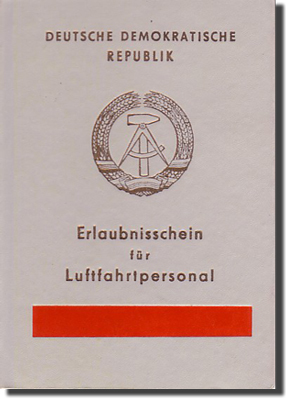 DEUTSCHE DEMOKRATISCHE
REPUBLIK
Erlaubnisschein
für
Luftfahrtpersonal